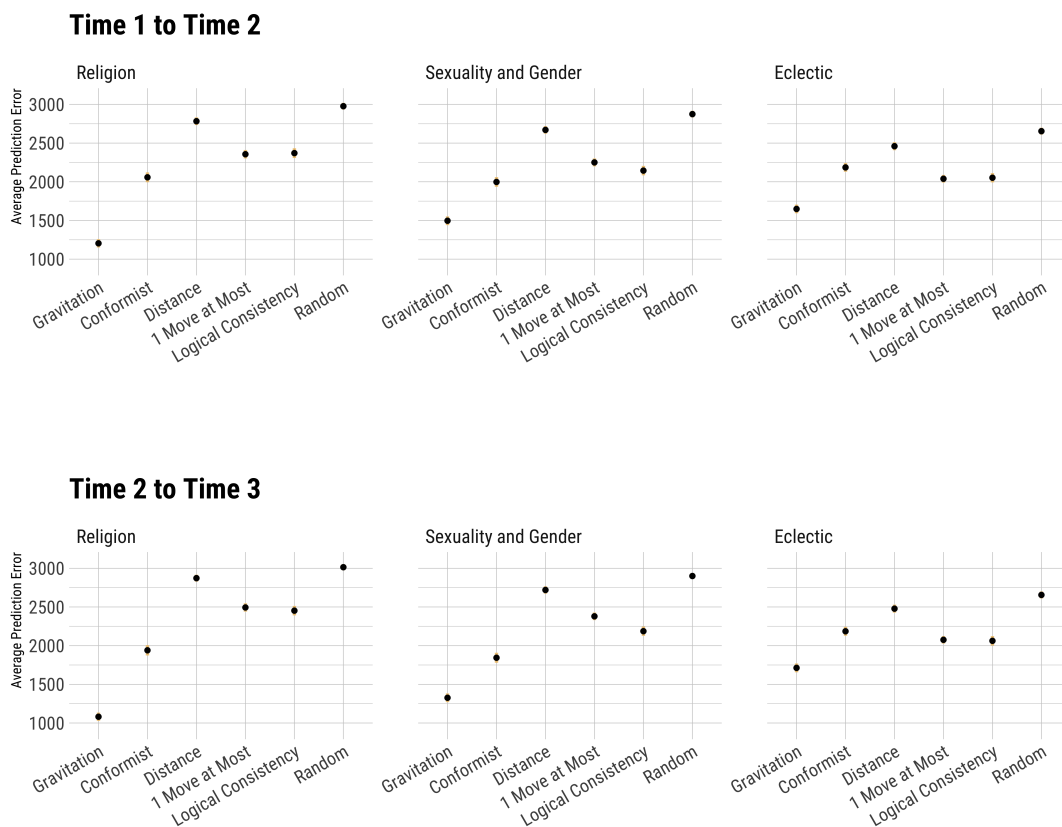 Time 1 to Time 2
Religion
Sexuality and Gender
Eclectic
Average Prediction Error
3000
2500
2000
1500
1000
Gravitation
Conformist
Distance
1 Move at Most
Logical Consistency
Random
Gravitation
Conformist
Distance
1 Move at Most
Logical Consistency
Random
Gravitation
Conformist
Distance
1 Move at Most
Logical Consistency
Random
Time 2 to Time 3
Religion
Sexuality and Gender
Eclectic
Average Prediction Error
3000
2500
2000
1500
1000
Gravitation
Conformist
Distance
1 Move at Most
Logical Consistency
Random
Gravitation
Conformist
Distance
1 Move at Most
Logical Consistency
Random
Gravitation
Conformist
Distance
1 Move at Most
Logical Consistency
Random